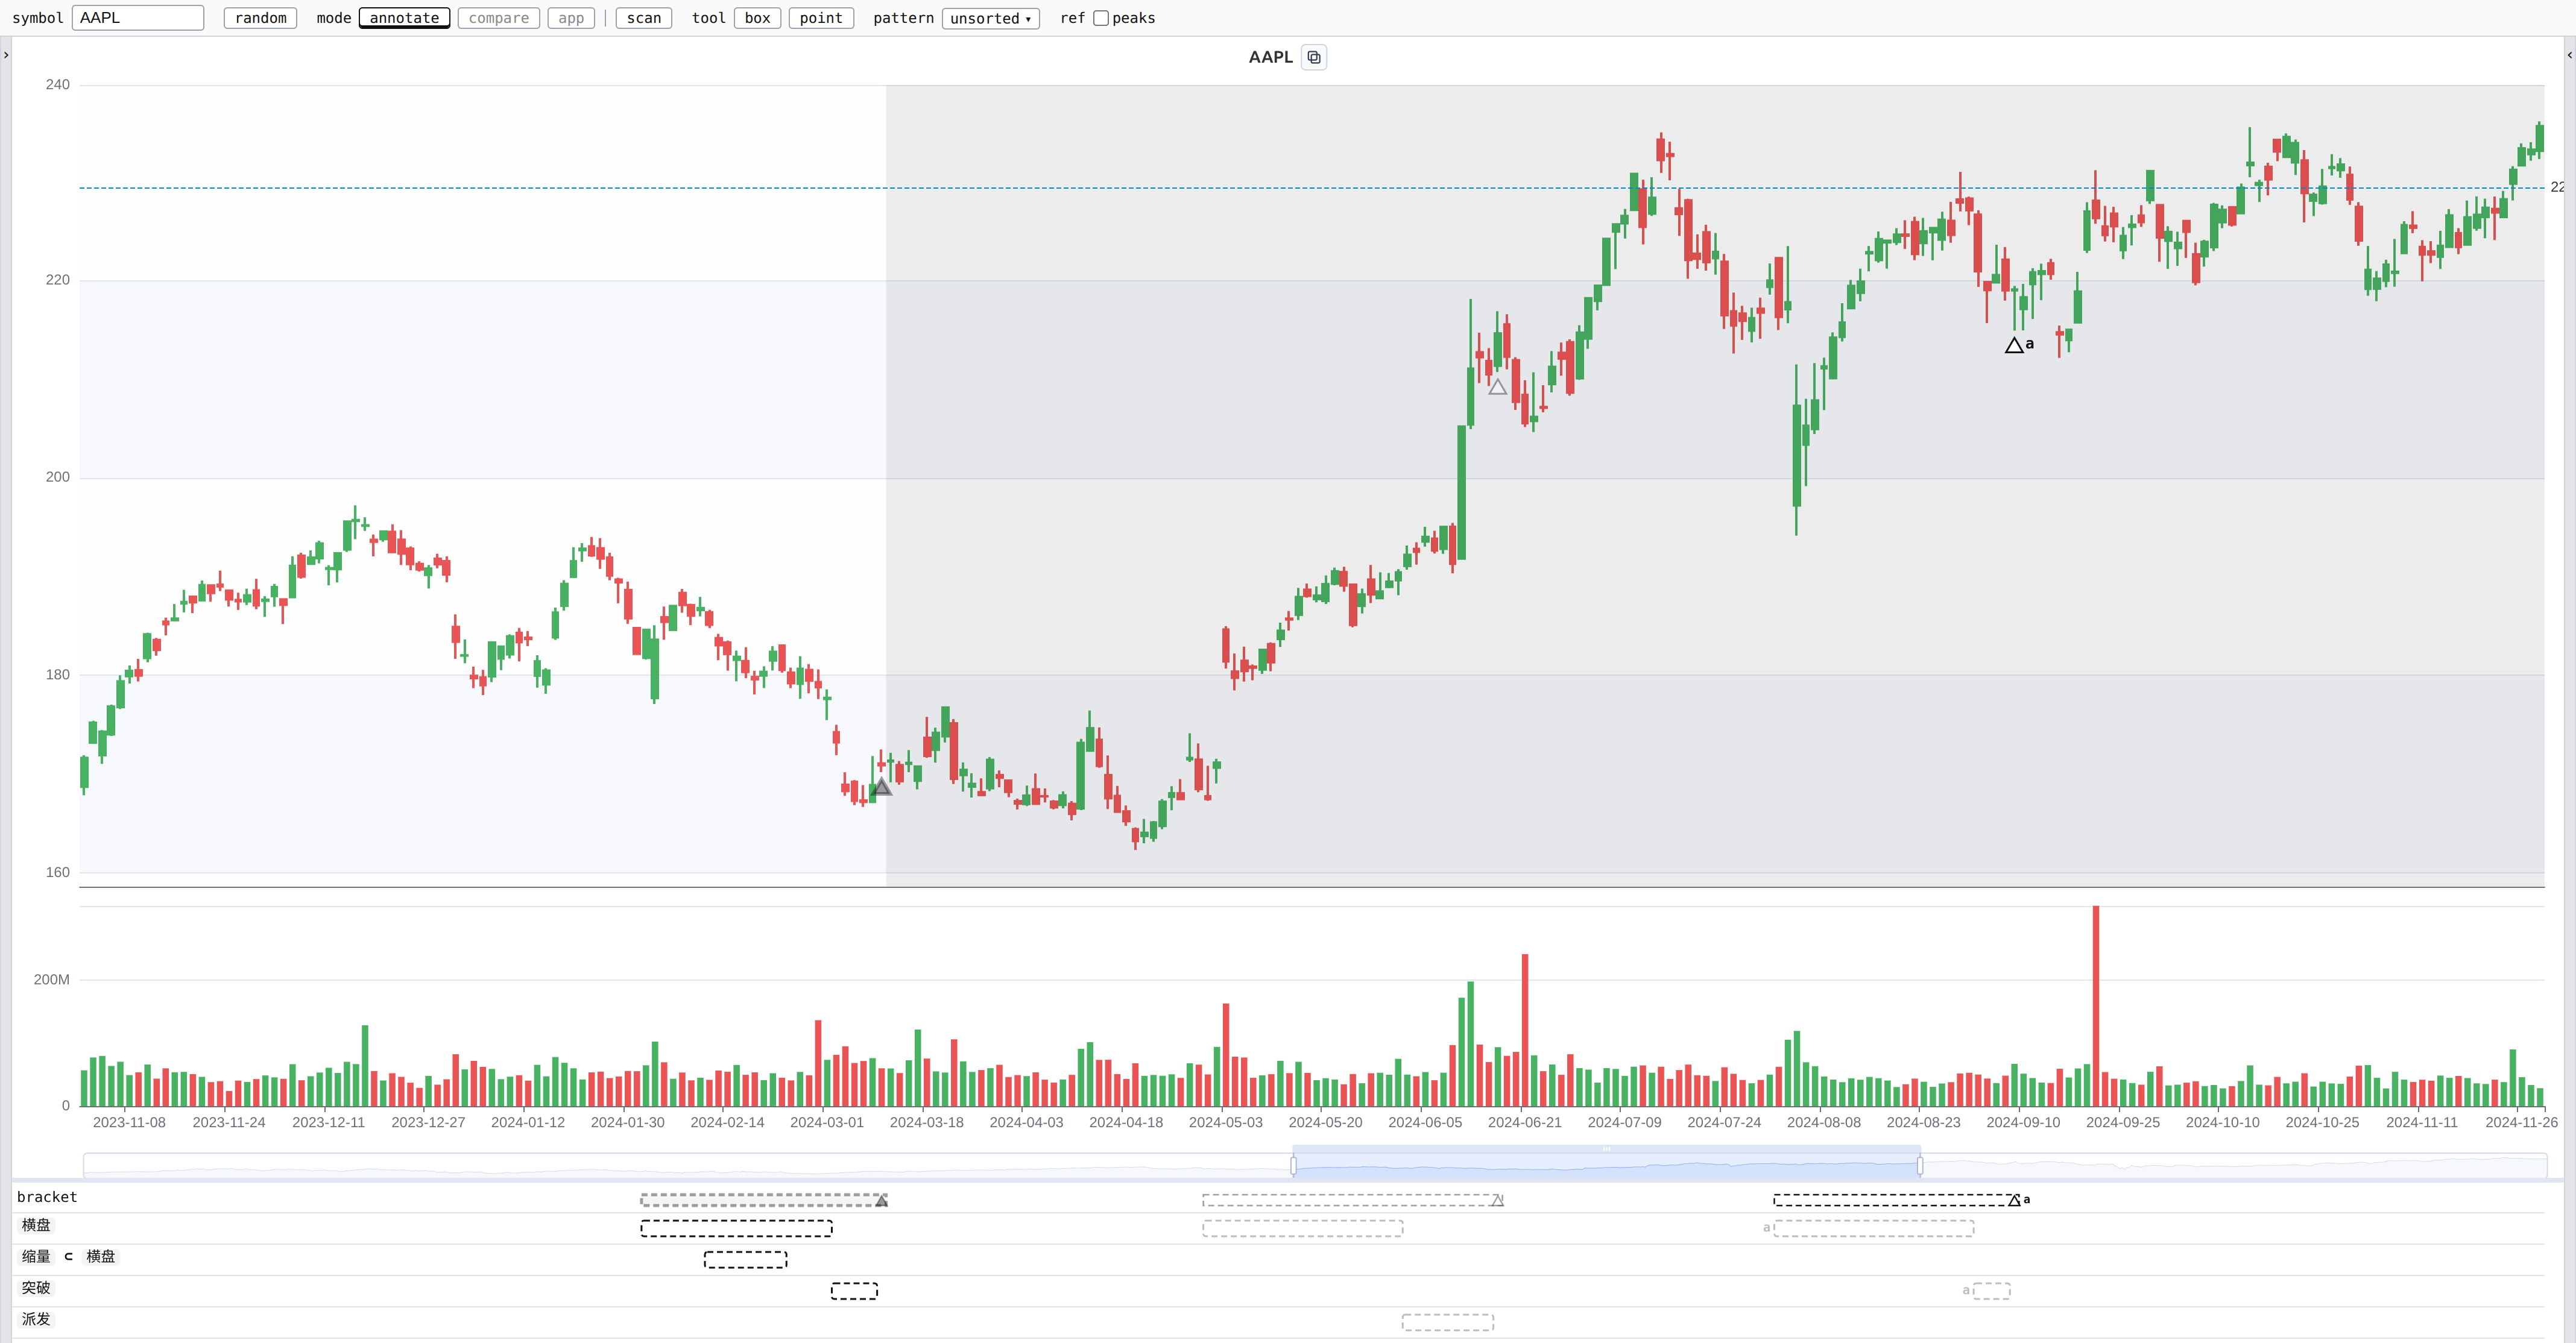 symbol AAPL random mode annotate compare app | scan tool box point pattern unsorted ▾ ref peaks
› ‹
AAPL
240
22
220
a
200
180
160
200M
0
2023-11-08 2023-11-24 2023-12-11 2023-12-27 2024-01-12 2024-01-30 2024-02-14 2024-03-01 2024-03-18 2024-04-03 2024-04-18 2024-05-03 2024-05-20 2024-06-05 2024-06-21 2024-07-09 2024-07-24 2024-08-08 2024-08-23 2024-09-10 2024-09-25 2024-10-10 2024-10-25 2024-11-11 2024-11-26
bracket a
横盘 a
缩量 ⊂ 横盘
突破 a
派发